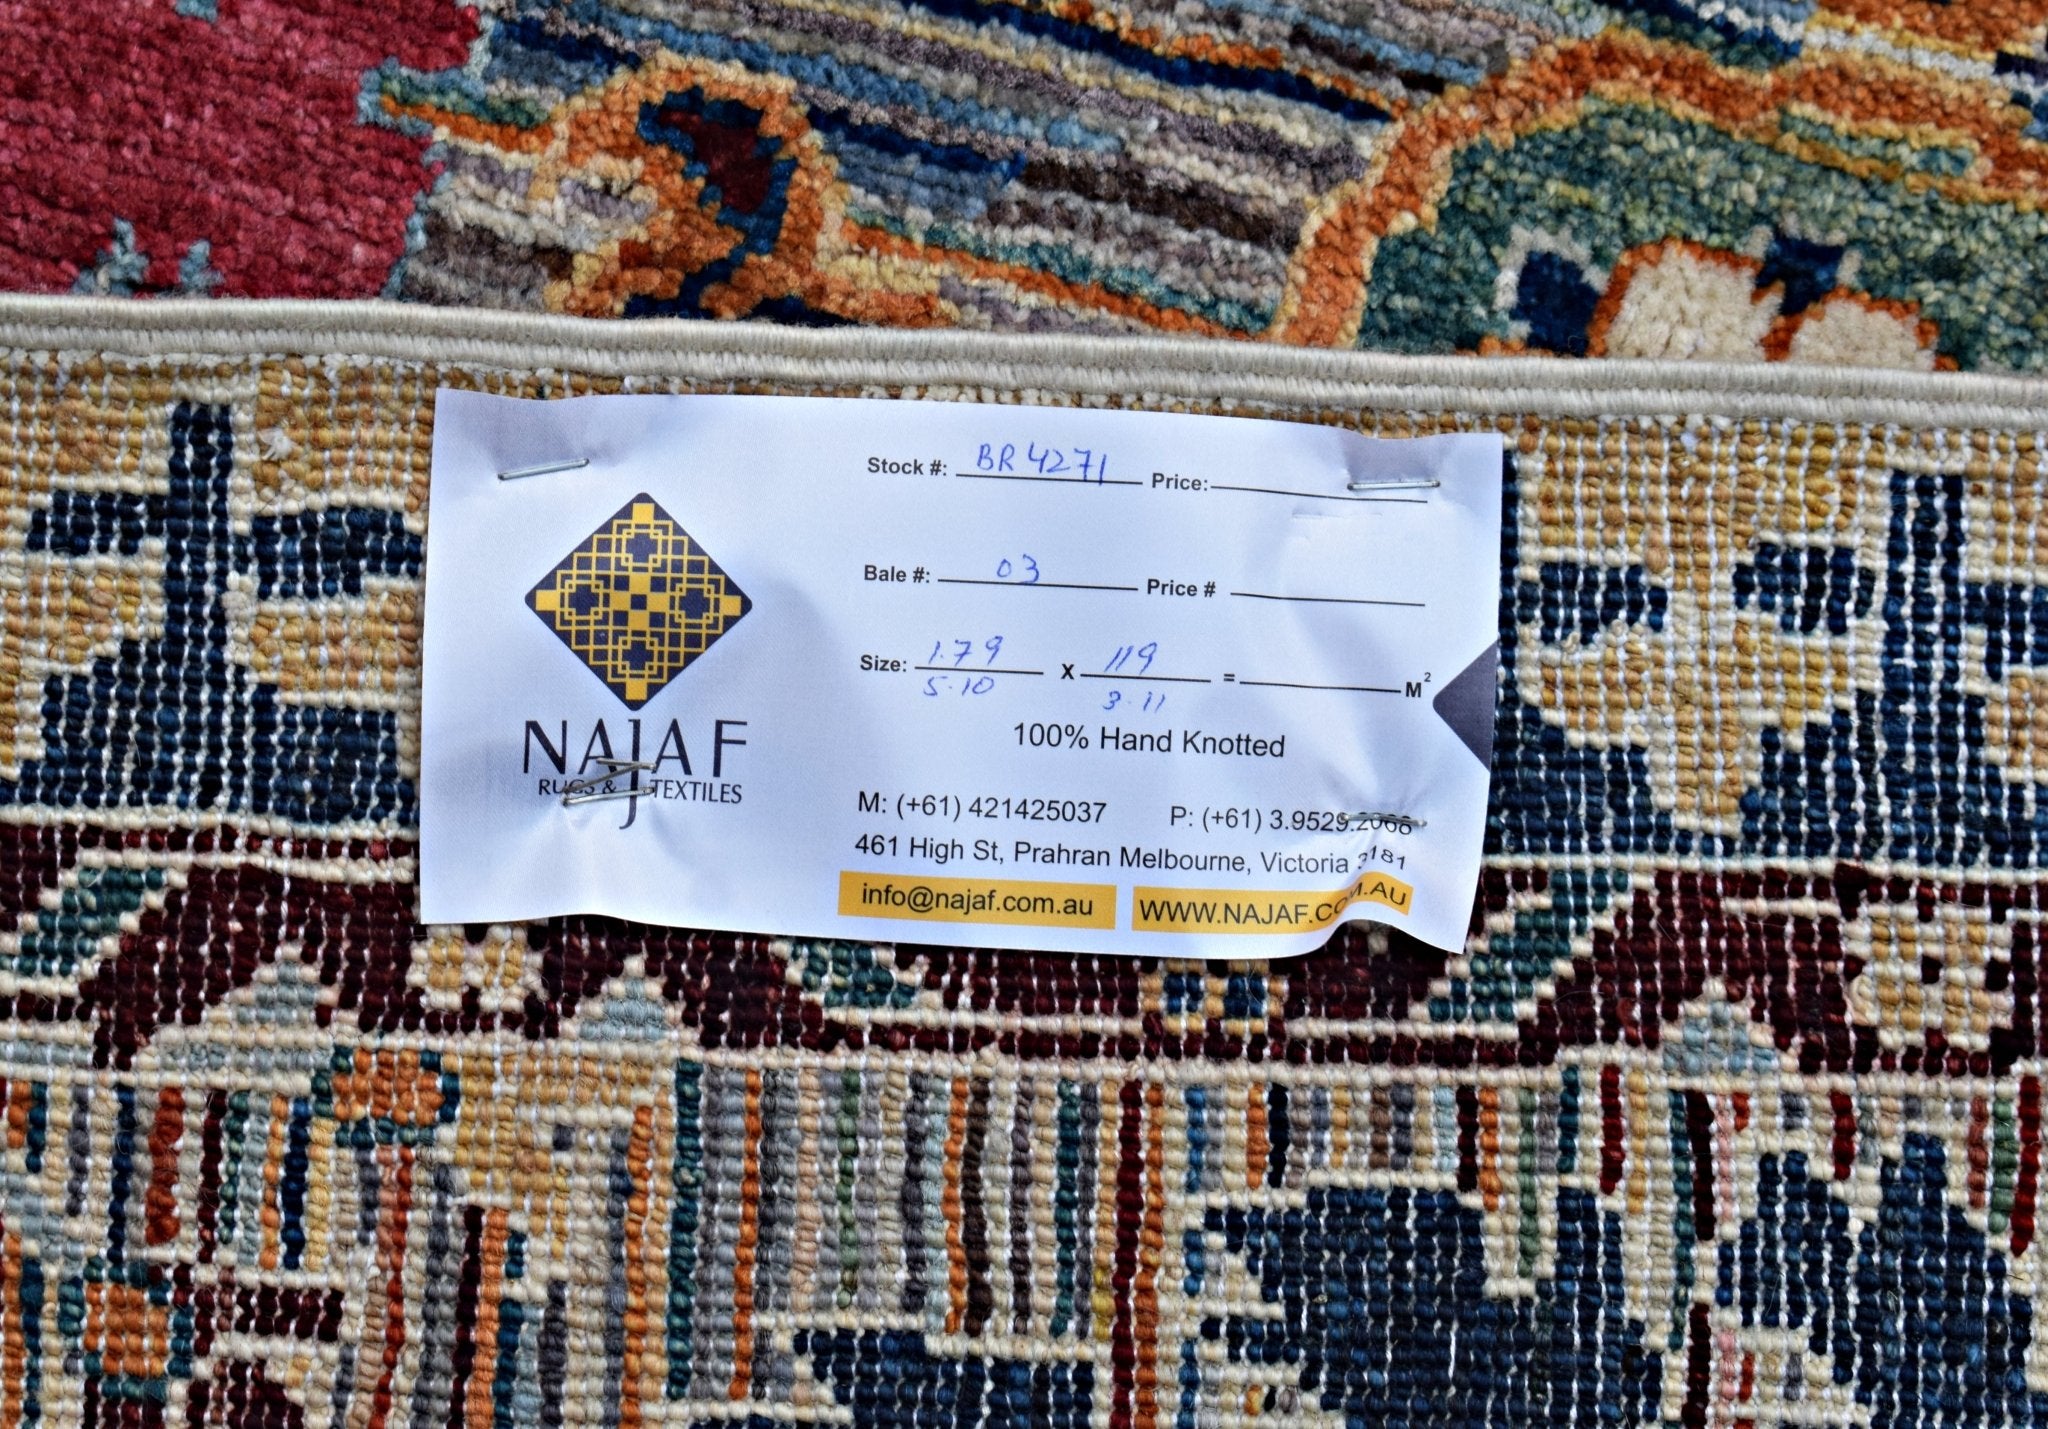 Stock #: BR 4271 Price:
Bale #: 03 Price #
Size: 1.79 X 119 = M²
5.10 3.11
100% Hand Knotted
NAJAF
RUGS & TEXTILES
M: (+61) 421425037 P: (+61) 3.9529.2068
461 High St, Prahran Melbourne, Victoria 3181
info@najaf.com.au WWW.NAJAF.COM.AU